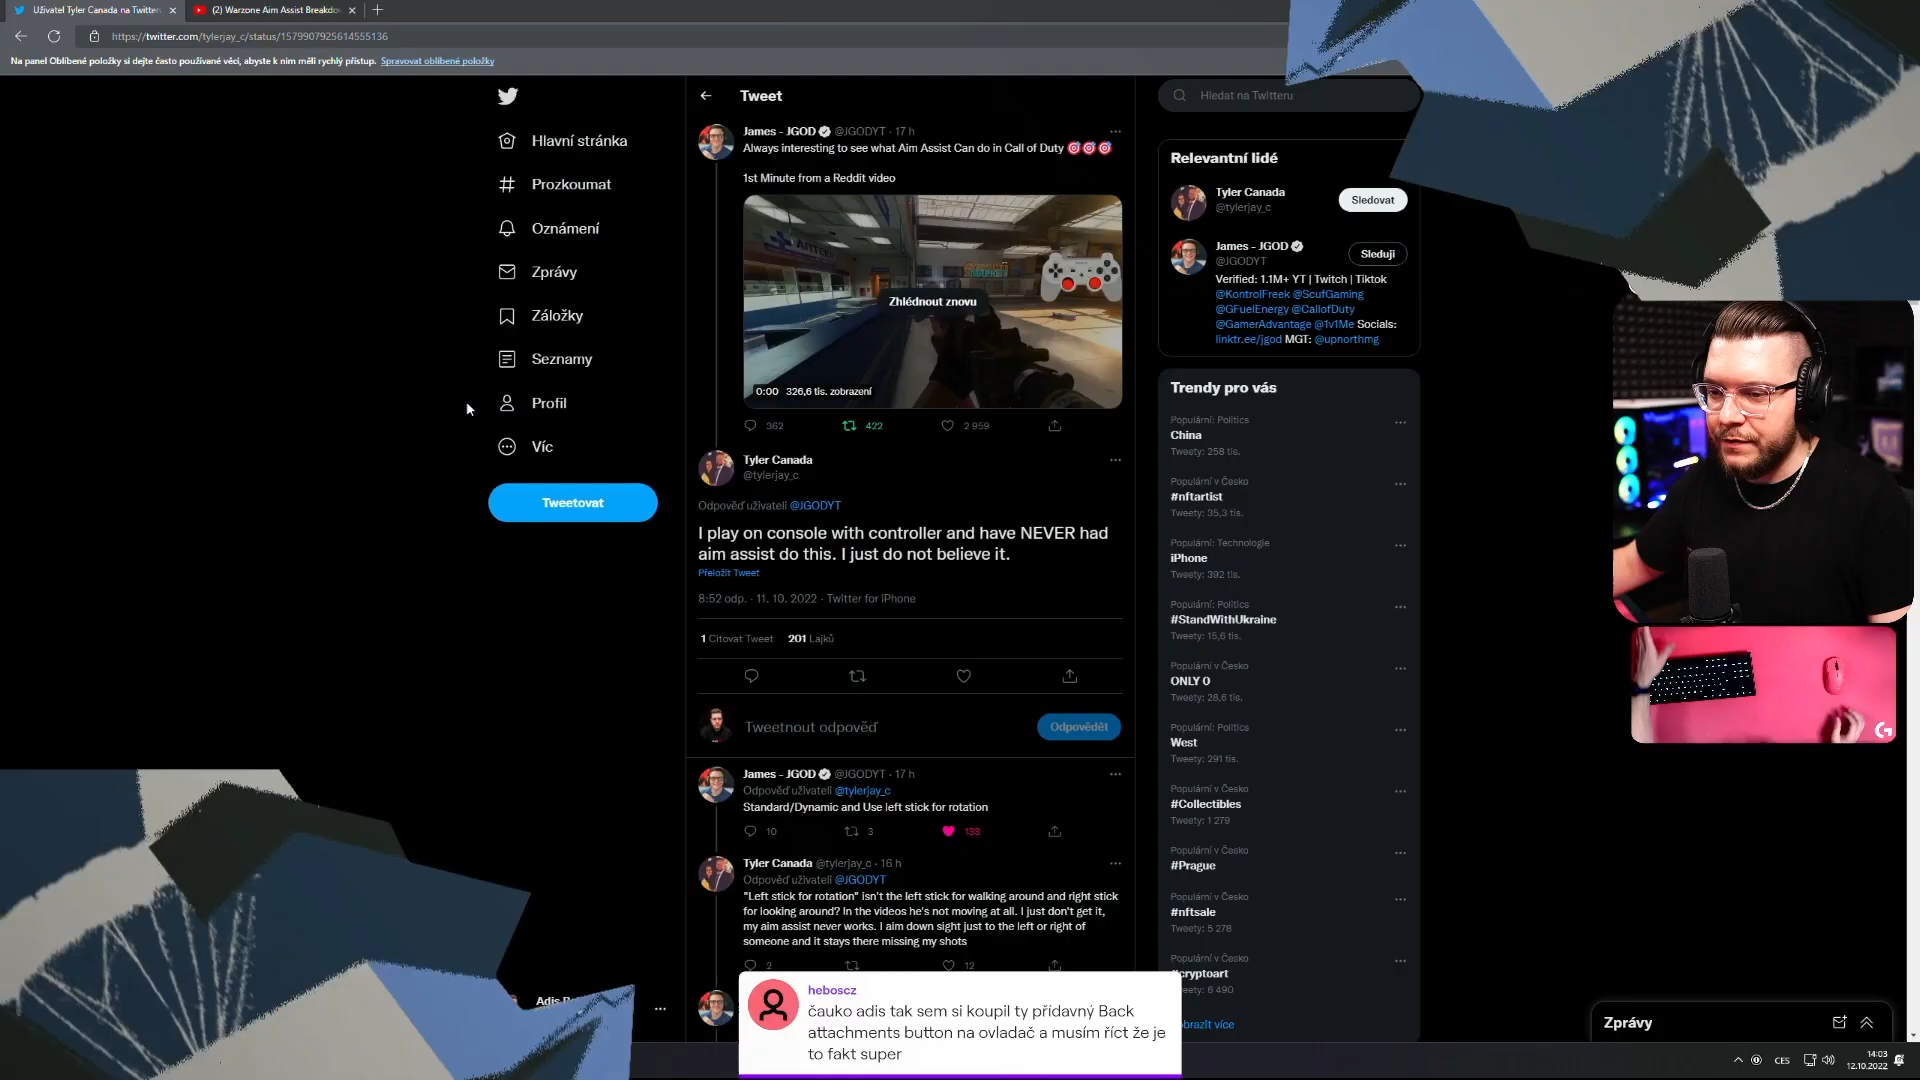 Uživatel Tyler Canada na Twitter
(2) Warzone Aim Assist Breakdo
https://twitter.com/tylerjay_c/status/1579907925614555136
Na panel Oblíbené položky si dejte často používané věci, abyste k nim měli rychlý přístup. Spravovat oblíbené položky
Hlavní stránka
Prozkoumat
Oznámení
Zprávy
Záložky
Seznamy
Profil
Víc
Tweetovat
Tweet
James - JGOD @JGODYT · 17 h
Always interesting to see what Aim Assist Can do in Call of Duty 🎯🎯🎯
1st Minute from a Reddit video
Zhlédnout znovu
0:00 326,6 tis. zobrazení
362 422 2 959
Tyler Canada
@tylerjay_c
Odpověď uživateli @JGODYT
I play on console with controller and have NEVER had
aim assist do this. I just do not believe it.
Přeložit Tweet
8:52 odp. · 11. 10. 2022 · Twitter for iPhone
1 Citovat Tweet 201 Lajků
Tweetnout odpověď
Odpovědět
James - JGOD @JGODYT · 17 h
Odpověď uživateli @tylerjay_c
Standard/Dynamic and Use left stick for rotation
10 3 133
Tyler Canada @tylerjay_c · 16 h
Odpověď uživateli @JGODYT
"Left stick for rotation" isn't the left stick for walking around and right stick
for looking around? In the videos he's not moving at all. I just don't get it,
my aim assist never works. I aim down sight just to the left or right of
someone and it stays there missing my shots
2 12
Hledat na Twitteru
Relevantní lidé
Tyler Canada
@tylerjay_c
Sledovat
James - JGOD
@JGODYT
Sleduji
Verified: 1.1M+ YT | Twitch | Tiktok
@KontrolFreek @ScufGaming
@GFuelEnergy @CallofDuty
@GamerAdvantage @1v1Me Socials:
linktr.ee/jgod MGT: @upnorthmg
Trendy pro vás
Populární: Politics
China
Tweety: 258 tis.
Populární v Česko
#nftartist
Tweety: 35,3 tis.
Populární: Technologie
iPhone
Tweety: 392 tis.
Populární: Politics
#StandWithUkraine
Tweety: 15,6 tis.
Populární v Česko
ONLY O
Tweety: 28,6 tis.
Populární: Politics
West
Tweety: 291 tis.
Populární v Česko
#Collectibles
Tweety: 1 279
Populární v Česko
#Prague
Populární v Česko
#nftsale
Tweety: 5 278
Populární v Česko
#cryptoart
Tweety: 6 490
Adis
heboscz
čauko adis tak sem si koupil ty přídavný Back
attachments button na ovladač a musím říct že je
to fakt super
Zprávy
CES
14:03
12.10.2022